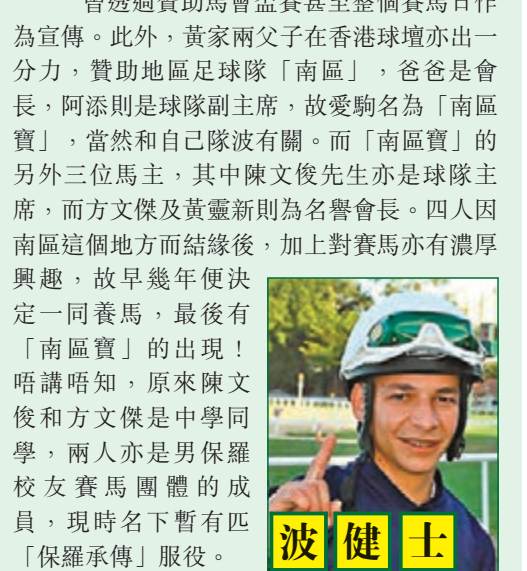 皆透過贊助馬會盃賽甚至整個賽馬日作
為宣傳。此外，黃家兩父子在香港球壇亦出一
分力，贊助地區足球隊「南區」，爸爸是會
長，阿添則是球隊副主席，故愛駒名為「南區
寶」，當然和自己隊波有關。而「南區寶」的
另外三位馬主，其中陳文俊先生亦是球隊主
席，而方文傑及黃靈新則為名譽會長。四人因
南區這個地方而結緣後，加上對賽馬亦有濃厚
興趣，故早幾年便決
定一同養馬，最後有
「南區寶」的出現！
唔講唔知，原來陳文
俊和方文傑是中學同
學，兩人亦是男保羅
校友賽馬團體的成
員，現時名下暫有匹
「保羅承傳」服役。
波健士